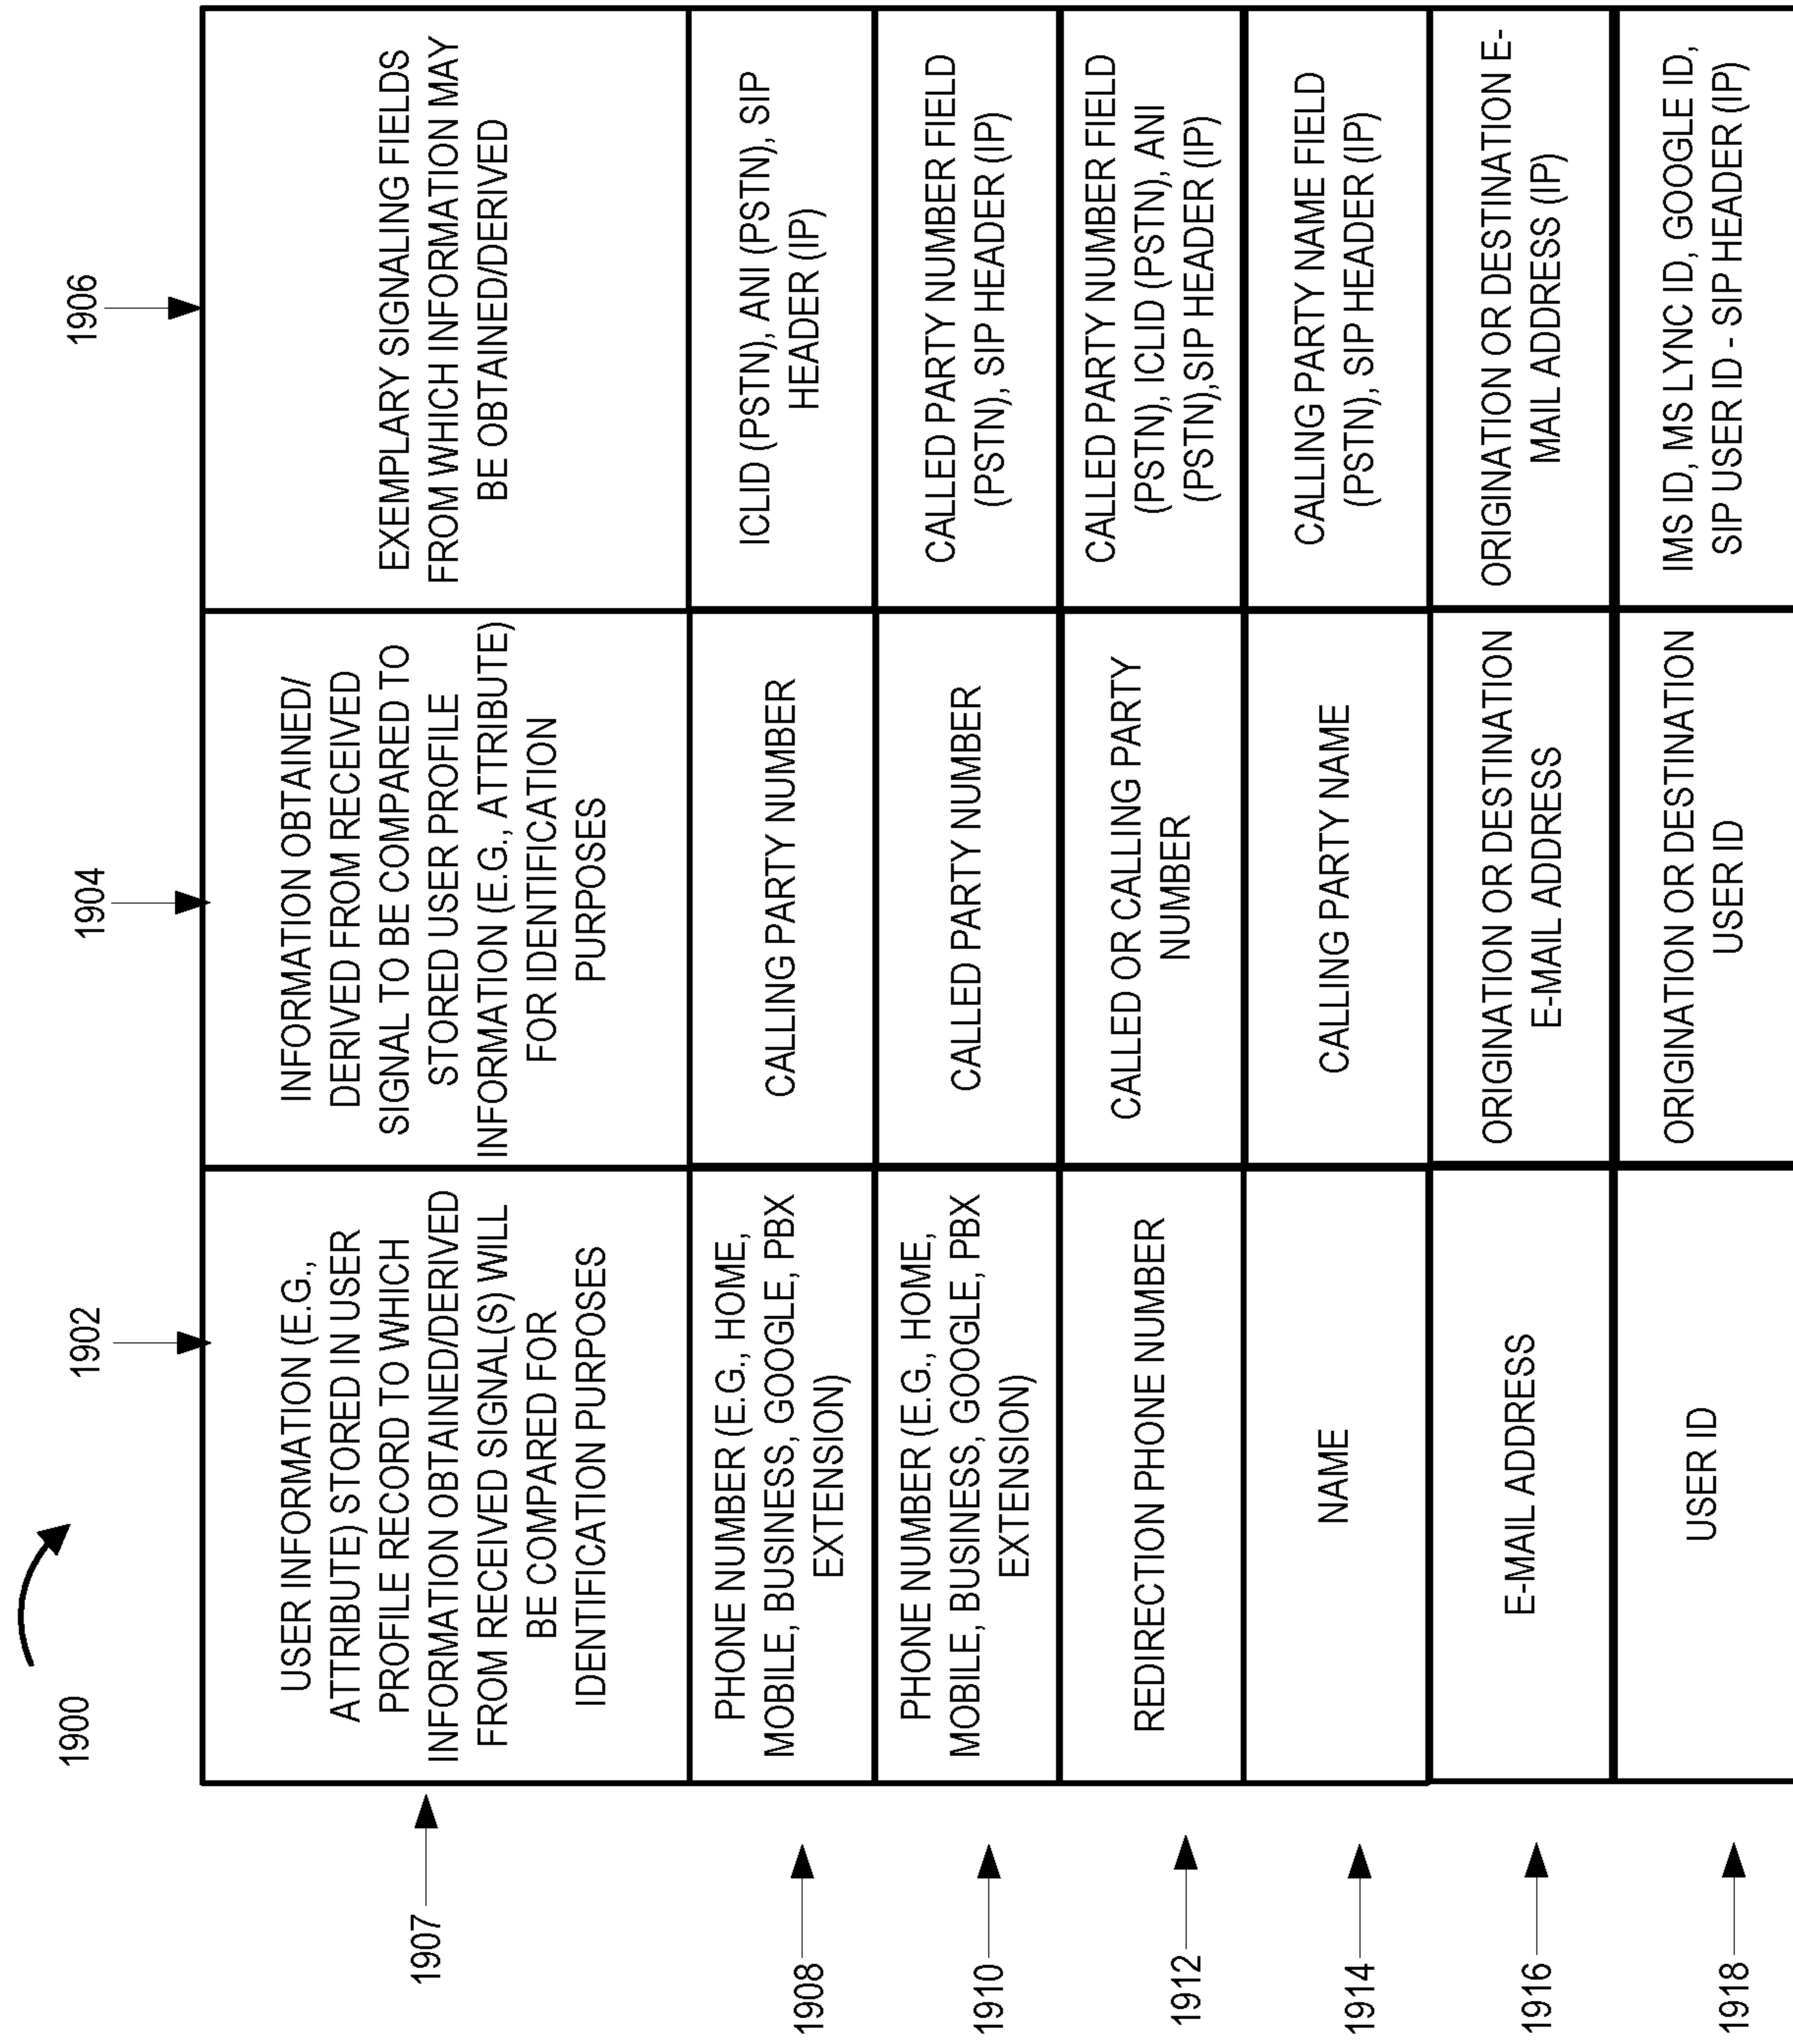 1900
1902
1904
1906
1907
USER INFORMATION (E.G.,
ATTRIBUTE) STORED IN USER
PROFILE RECORD TO WHICH
INFORMATION OBTAINED/DERIVED
FROM RECEIVED SIGNAL(S) WILL
BE COMPARED FOR
IDENTIFICATION PURPOSES
INFORMATION OBTAINED/
DERIVED FROM RECEIVED
SIGNAL TO BE COMPARED TO
STORED USER PROFILE
INFORMATION (E.G., ATTRIBUTE)
FOR IDENTIFICATION
PURPOSES
EXEMPLARY SIGNALING FIELDS
FROM WHICH INFORMATION MAY
BE OBTAINED/DERIVED
1908
PHONE NUMBER (E.G., HOME,
MOBILE, BUSINESS, GOOGLE, PBX
EXTENSION)
CALLING PARTY NUMBER
ICLID (PSTN), ANI (PSTN), SIP
HEADER (IP)
1910
PHONE NUMBER (E.G., HOME,
MOBILE, BUSINESS, GOOGLE, PBX
EXTENSION)
CALLED PARTY NUMBER
CALLED PARTY NUMBER FIELD
(PSTN), SIP HEADER (IP)
1912
REDIRECTION PHONE NUMBER
CALLED OR CALLING PARTY
NUMBER
CALLED PARTY NUMBER FIELD
(PSTN), ICLID (PSTN), ANI
(PSTN),SIP HEADER (IP)
1914
NAME
CALLING PARTY NAME
CALLING PARTY NAME FIELD
(PSTN), SIP HEADER (IP)
1916
E-MAIL ADDRESS
ORIGINATION OR DESTINATION
E-MAIL ADDRESS
ORIGINATION OR DESTINATION E-
MAIL ADDRESS (IP)
1918
USER ID
ORIGINATION OR DESTINATION
USER ID
IMS ID, MS LYNC ID, GOOGLE ID,
SIP USER ID - SIP HEADER (IP)